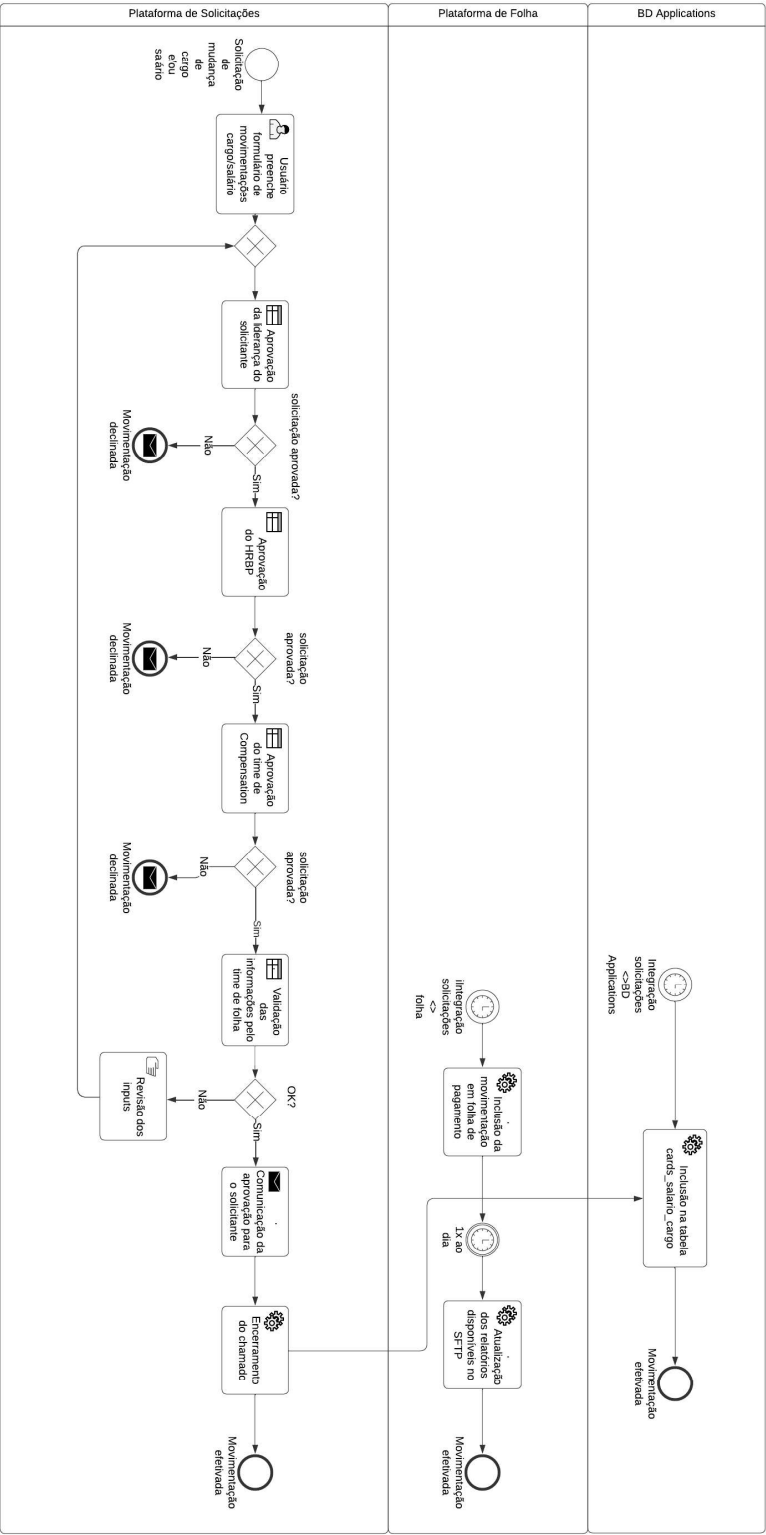 Plataforma de Solicitações
Solicitação
de
mudança
de
cargo
e/ou
salário
Usuário
preenche
formulário de
movimentações
cargo/salário
Aprovação
da liderança do
solicitante
solicitação aprovada?
Não
Movimentação
declinada
Sim
Aprovação
do HRBP
solicitação
aprovada?
Não
Movimentação
declinada
Sim
Aprovação
do time de
Compensation
solicitação
aprovada?
Não
Movimentação
declinada
Sim
Validação
das
informações pelo
time de folha
OK?
Não
Revisão dos
inputs
Sim
Comunicação da
aprovação para
o solicitante
Encerramento
do chamado
Movimentação
efetivada
Plataforma de Folha
iintegração
solicitações
<>
folha
Inclusão da
movimentação
em folha de
pagamento
1x ao
dia
Atualização
dos relatórios
disponíveis no
SFTP
Movimentação
efetivada
BD Applications
Integração
solicitações
<>BD
Applications
Inclusão na tabela
cards_salario_cargo
Movimentação
efetivada